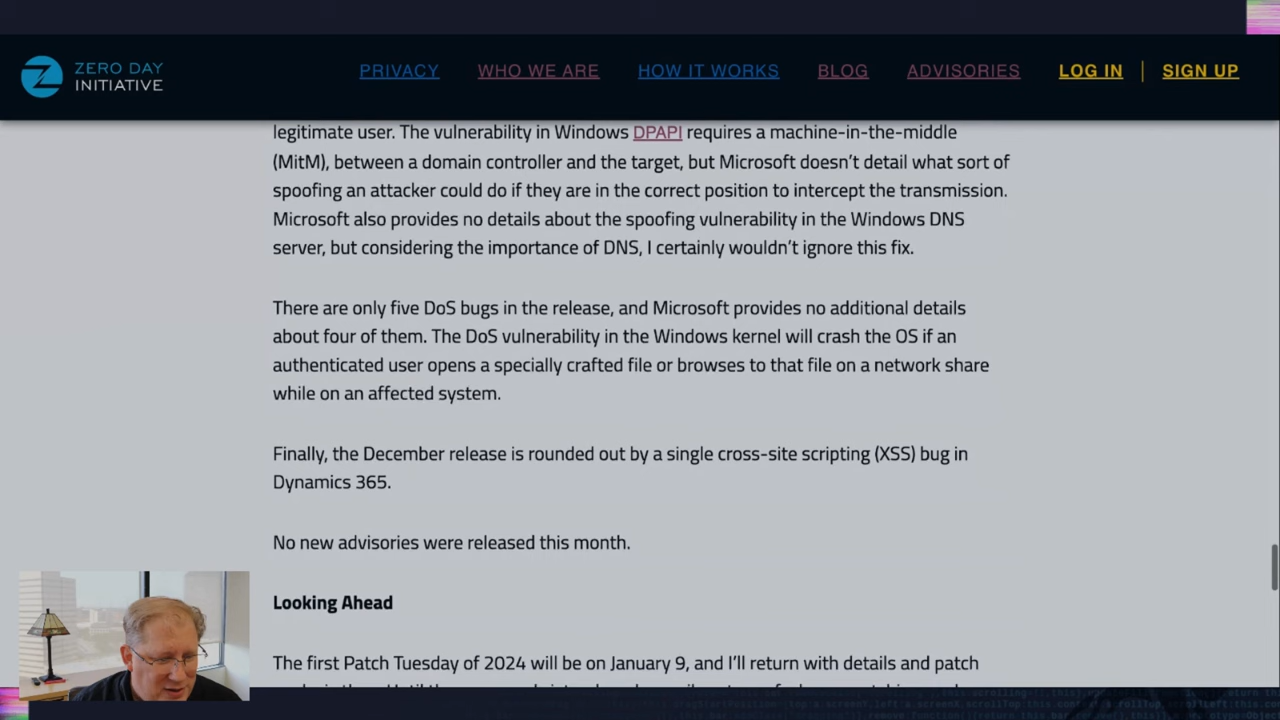 ZERO DAY
INITIATIVE
PRIVACY WHO WE ARE HOW IT WORKS BLOG ADVISORIES LOG IN | SIGN UP
legitimate user. The vulnerability in Windows DPAPI requires a machine-in-the-middle
(MitM), between a domain controller and the target, but Microsoft doesn't detail what sort of
spoofing an attacker could do if they are in the correct position to intercept the transmission.
Microsoft also provides no details about the spoofing vulnerability in the Windows DNS
server, but considering the importance of DNS, I certainly wouldn't ignore this fix.
There are only five DoS bugs in the release, and Microsoft provides no additional details
about four of them. The DoS vulnerability in the Windows kernel will crash the OS if an
authenticated user opens a specially crafted file or browses to that file on a network share
while on an affected system.
Finally, the December release is rounded out by a single cross-site scripting (XSS) bug in
Dynamics 365.
No new advisories were released this month.
Looking Ahead
The first Patch Tuesday of 2024 will be on January 9, and I'll return with details and patch